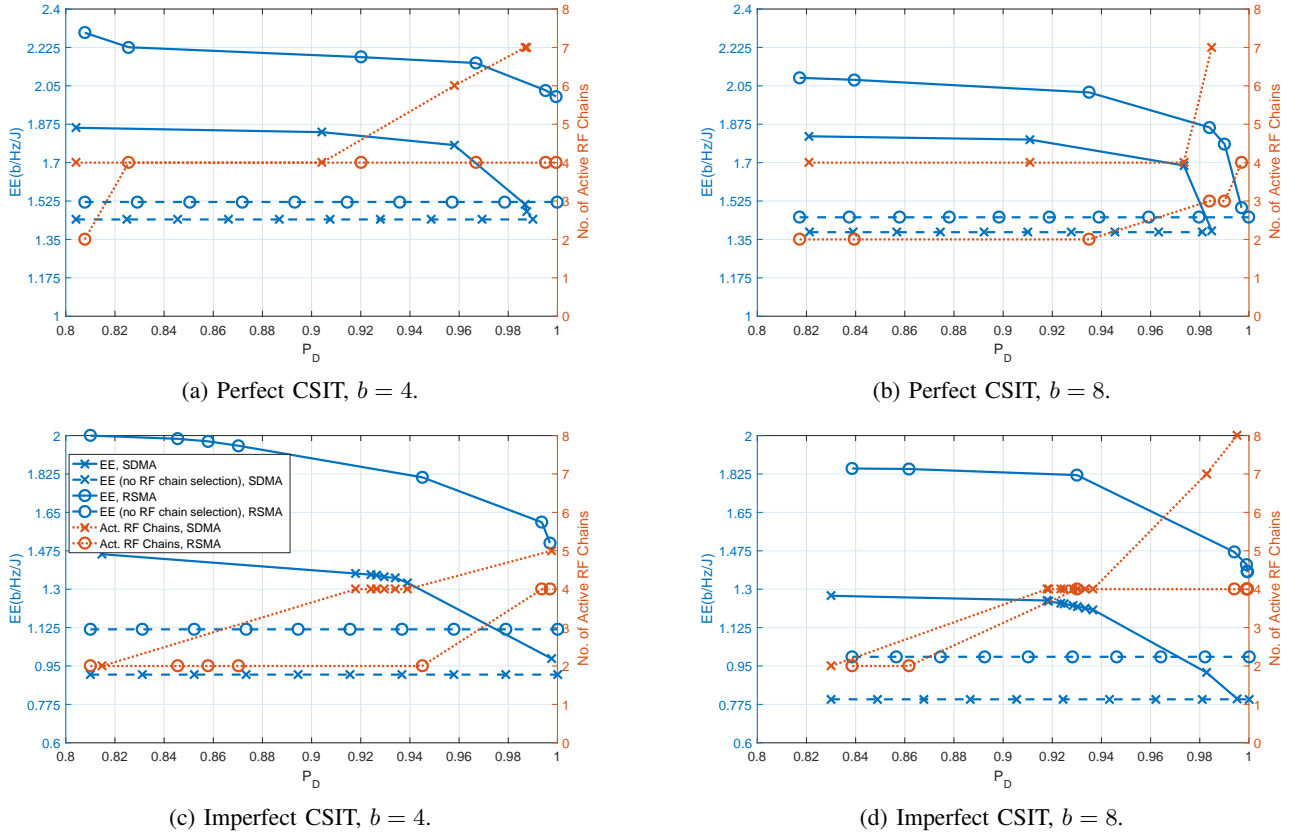 2.4
2.225
2.05
1.875
1.7
1.525
1.35
1.175
1
EE(b/Hz/J)
8
7
6
5
4
3
2
1
0
No. of Active RF Chains
0.8 0.82 0.84 0.86 0.88 0.9 0.92 0.94 0.96 0.98 1
P_D
(a) Perfect CSIT, b = 4.
2.4
2.225
2.05
1.875
1.7
1.525
1.35
1.175
1
EE(b/Hz/J)
8
7
6
5
4
3
2
1
0
No. of Active RF Chains
0.8 0.82 0.84 0.86 0.88 0.9 0.92 0.94 0.96 0.98 1
P_D
(b) Perfect CSIT, b = 8.
2
1.825
1.65
1.475
1.3
1.125
0.95
0.775
0.6
EE(b/Hz/J)
EE, SDMA
EE (no RF chain selection), SDMA
EE, RSMA
EE (no RF chain selection), RSMA
Act. RF Chains, SDMA
Act. RF Chains, RSMA
8
7
6
5
4
3
2
1
0
No. of Active RF Chains
0.8 0.82 0.84 0.86 0.88 0.9 0.92 0.94 0.96 0.98 1
P_D
(c) Imperfect CSIT, b = 4.
2
1.825
1.65
1.475
1.3
1.125
0.95
0.775
0.6
EE(b/Hz/J)
8
7
6
5
4
3
2
1
0
No. of Active RF Chains
0.8 0.82 0.84 0.86 0.88 0.9 0.92 0.94 0.96 0.98 1
P_D
(d) Imperfect CSIT, b = 8.